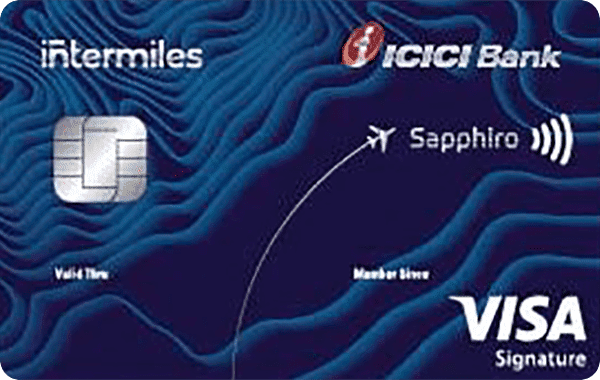 intermiles
ICICI Bank
Sapphiro
Valid Thru
Member Since
VISA
Signature